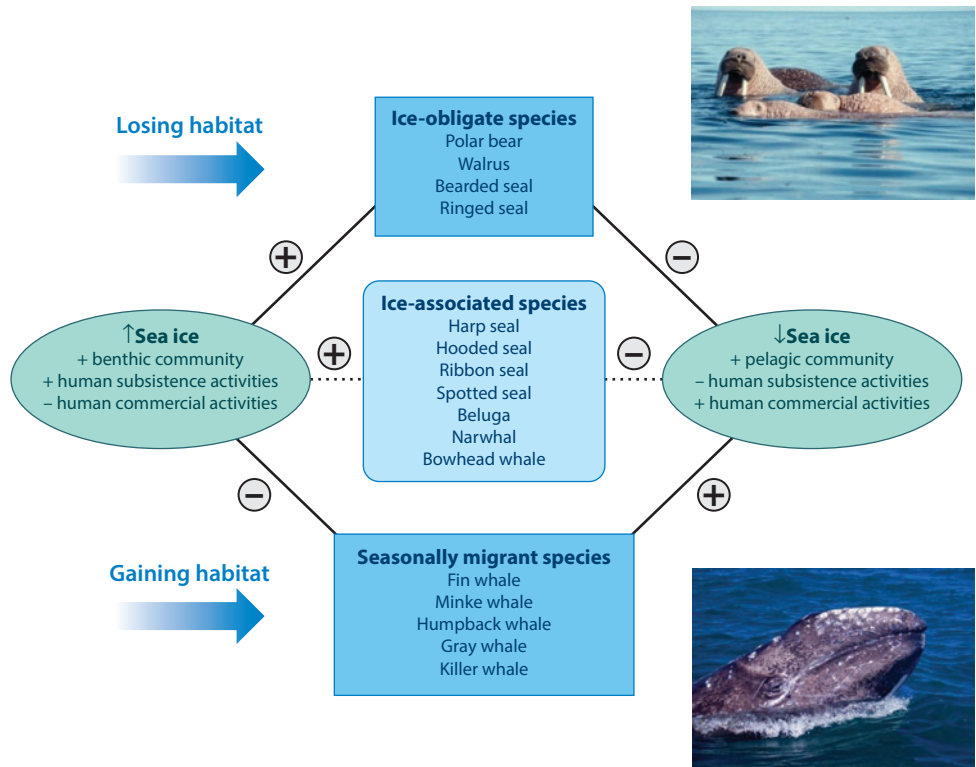 Losing habitat
Ice-obligate species
Polar bear
Walrus
Bearded seal
Ringed seal
+
−
↑Sea ice
+ benthic community
+ human subsistence activities
– human commercial activities
+
Ice-associated species
Harp seal
Hooded seal
Ribbon seal
Spotted seal
Beluga
Narwhal
Bowhead whale
−
↓Sea ice
+ pelagic community
– human subsistence activities
+ human commercial activities
−
+
Gaining habitat
Seasonally migrant species
Fin whale
Minke whale
Humpback whale
Gray whale
Killer whale